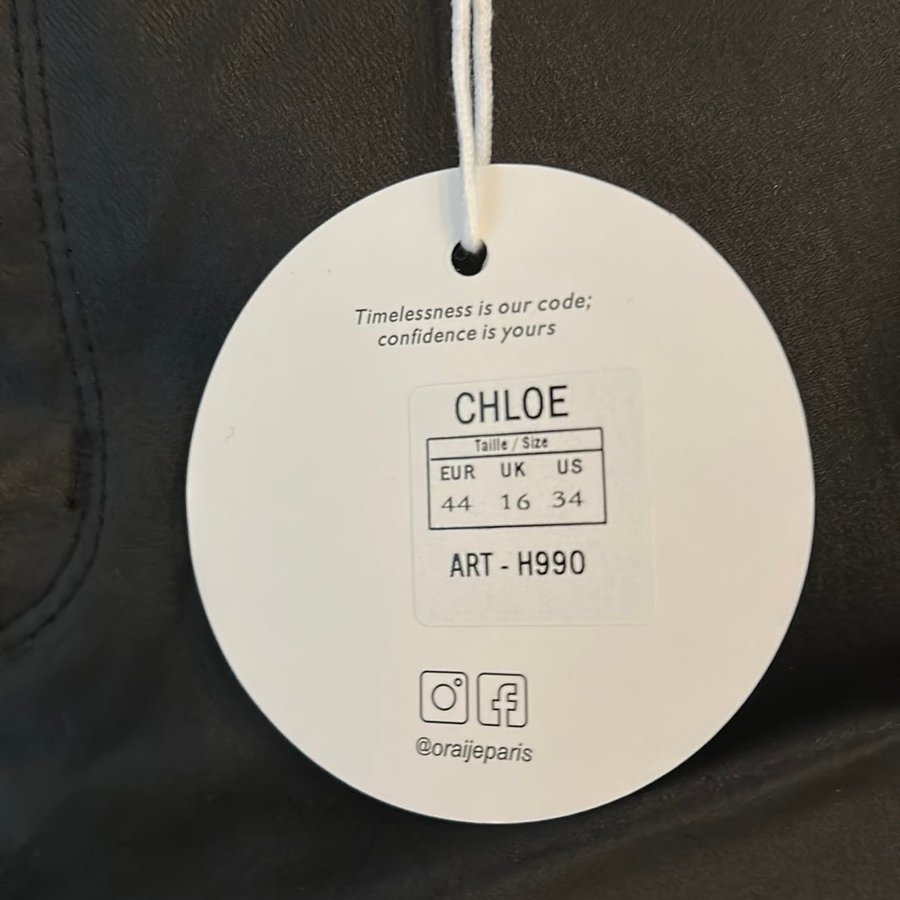 Timelessness is our code;
confidence is yours
CHLOE
Taille / Size
EUR UK US
44 16 34
ART - H990
@oraijeparis